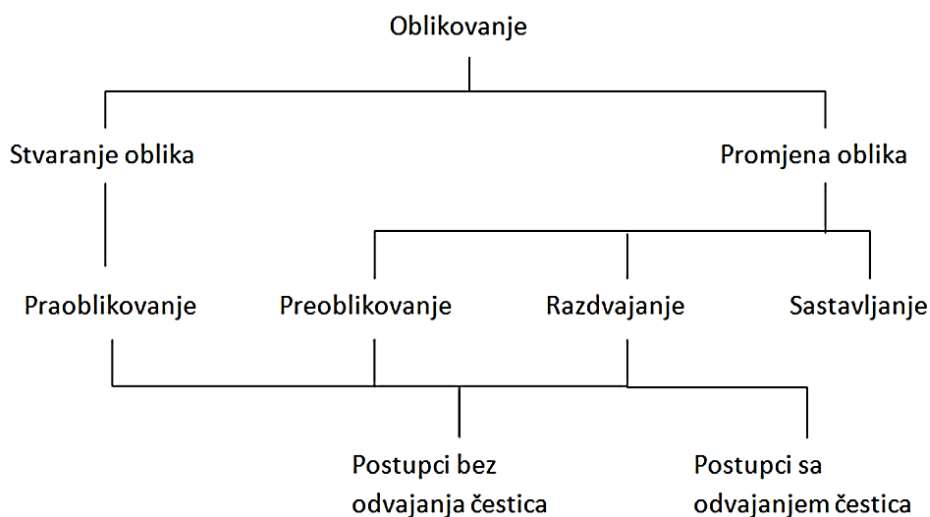 Oblikovanje
Stvaranje oblika
Promjena oblika
Praoblikovanje
Preoblikovanje
Razdvajanje
Sastavljanje
Postupci bez
odvajanja čestica
Postupci sa
odvajanjem čestica